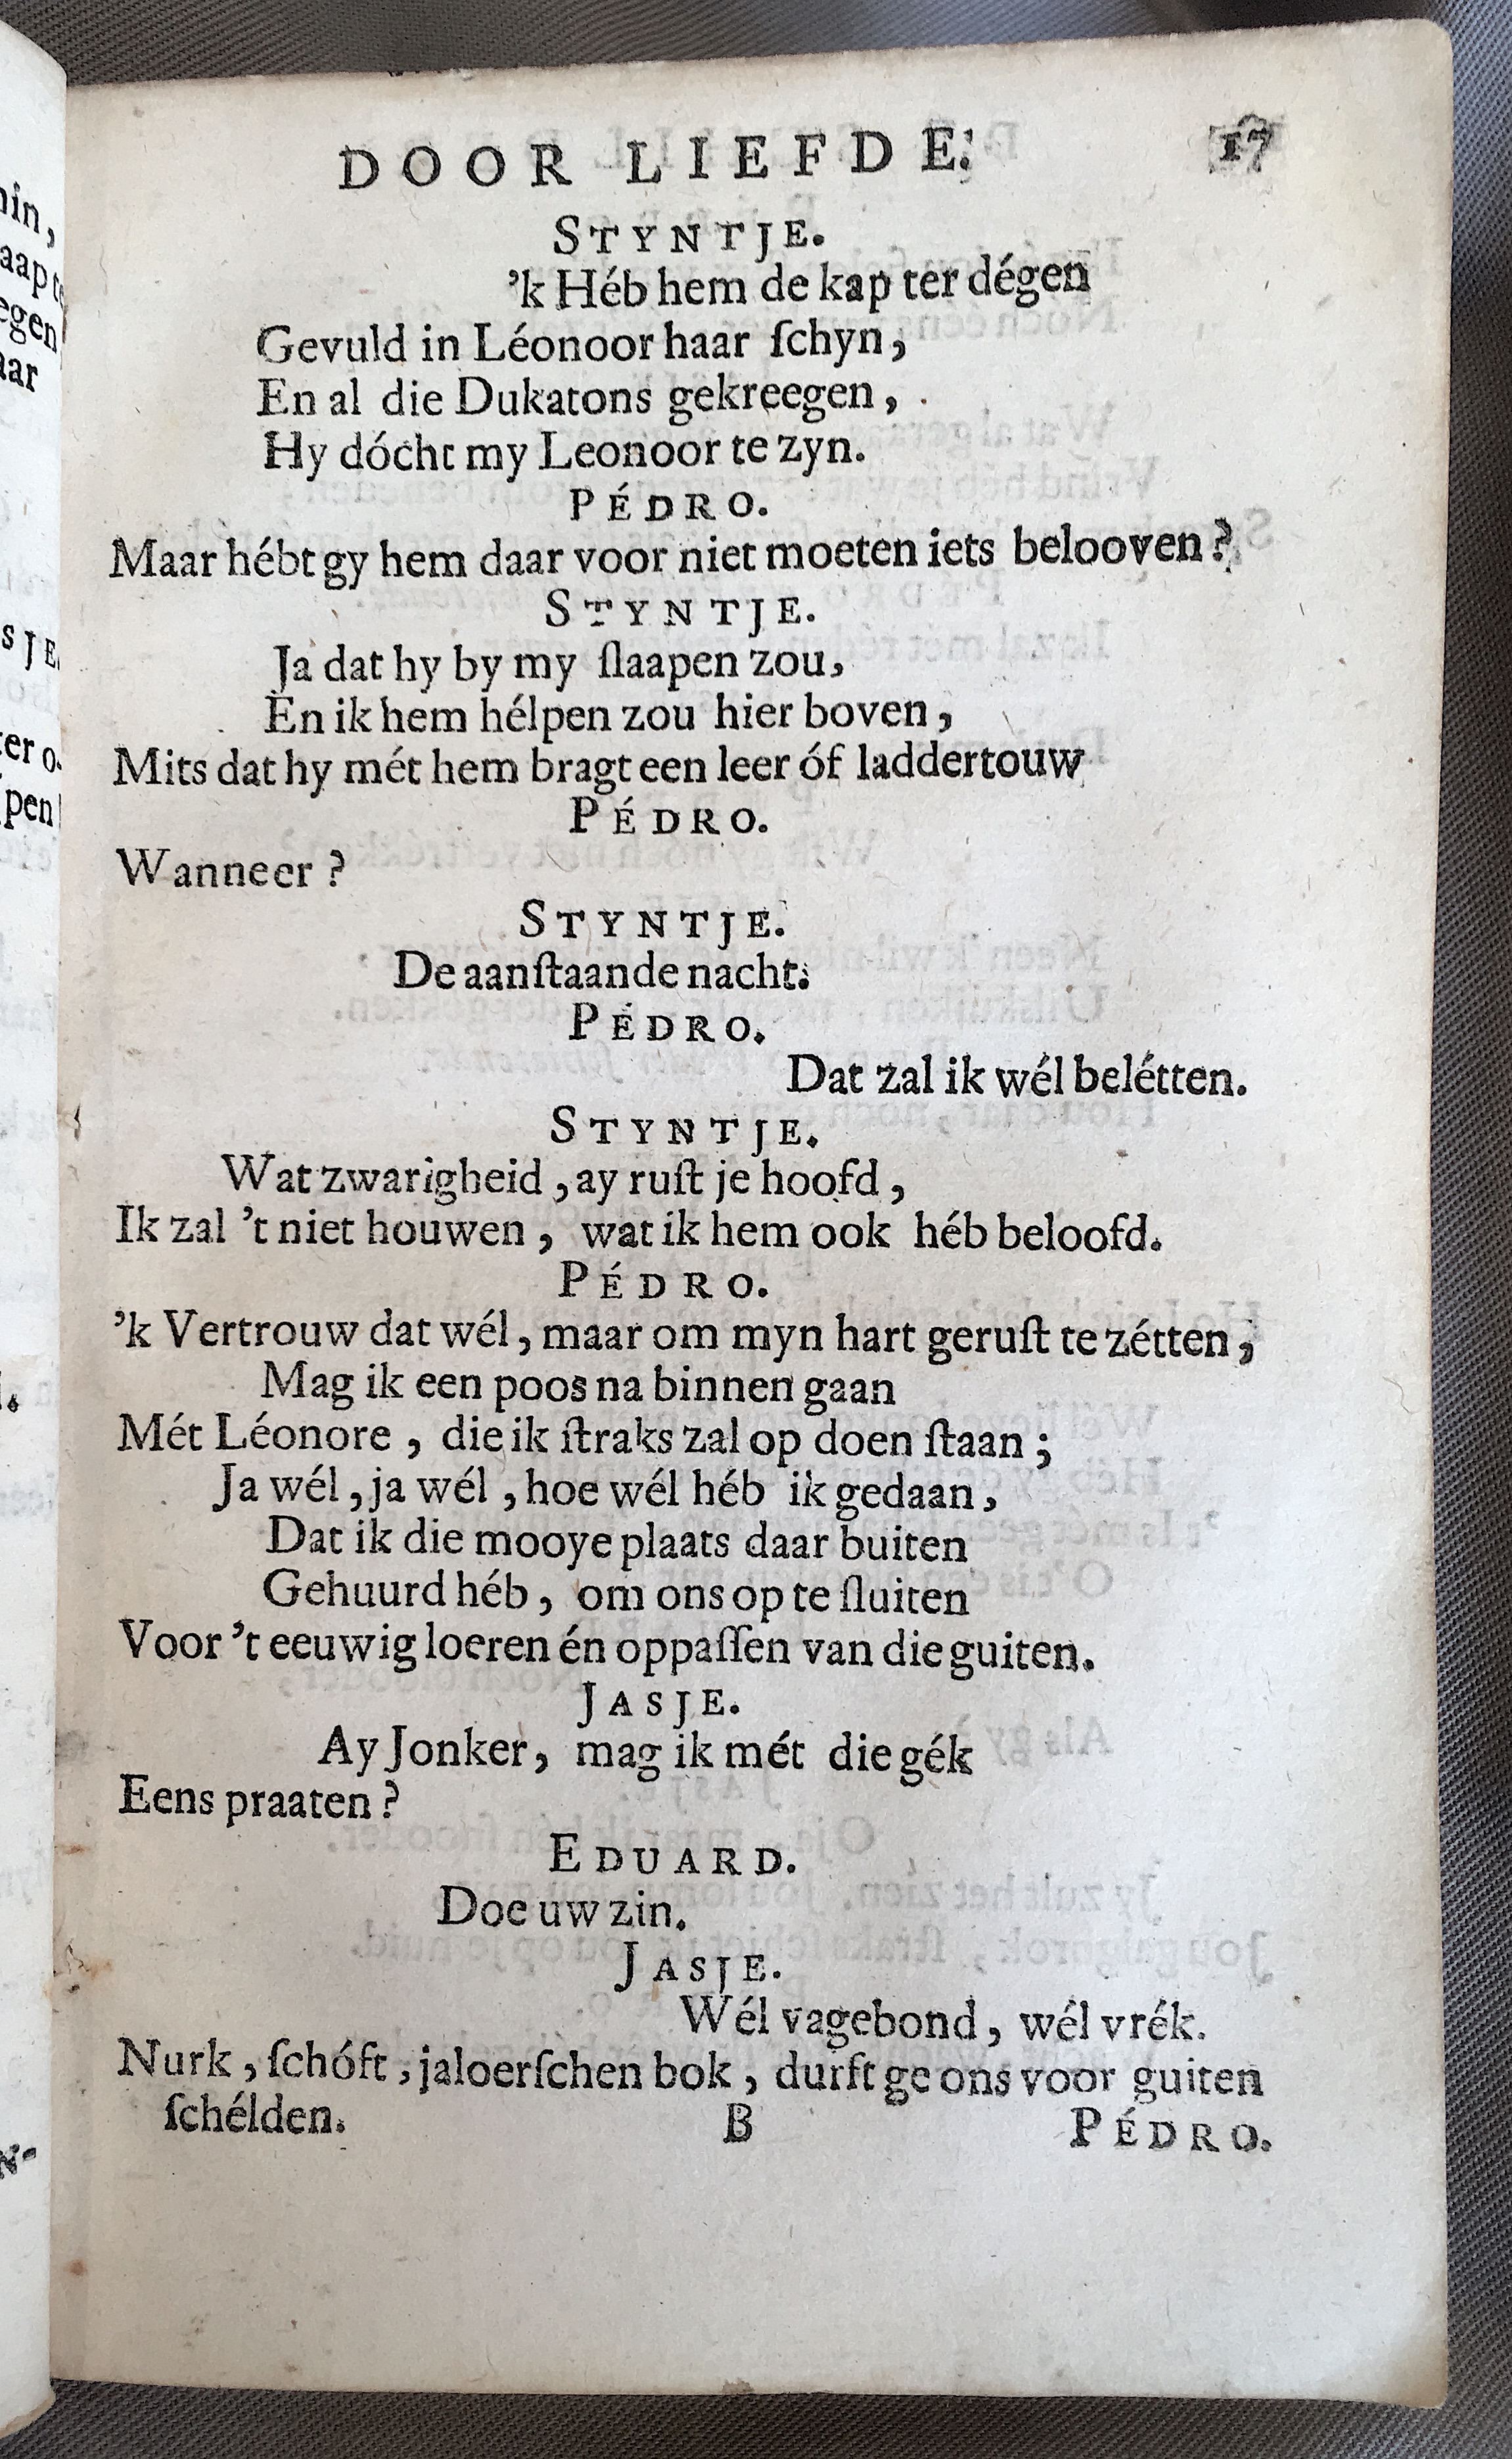 DOOR LIEFDE. 17
STYNTJE.
’k Héb hem de kap ter dégen
Gevuld in Léonoor haar ſchyn,
En al die Dukatons gekreegen,
Hy dócht my Leonoor te zyn.
PÉDRO.
Maar hébt gy hem daar voor niet moeten iets belooven?
STYNTJE.
Ja dat hy by my ſlaapen zou,
En ik hem hélpen zou hier boven,
Mits dat hy mét hem bragt een leer óf laddertouw
PÉDRO.
Wanneer?
STYNTJE.
De aanſtaande nacht.
PÉDRO.
Dat zal ik wél belétten.
STYNTJE.
Wat zwarigheid, ay ruſt je hoofd,
Ik zal ’t niet houwen, wat ik hem ook héb beloofd.
PÉDRO.
’k Vertrouw dat wél, maar om myn hart geruſt te zétten,
Mag ik een poos na binnen gaan
Mét Léonore, die ik ſtraks zal op doen ſtaan;
Ja wél, ja wél, hoe wél héb ik gedaan,
Dat ik die mooye plaats daar buiten
Gehuurd héb, om ons op te ſluiten
Voor ’t eeuwig loeren én oppaſſen van die guiten.
JASJE.
Ay Jonker, mag ik mét die gék
Eens praaten?
EDUARD.
Doe uw zin.
JASJE.
Wél vagebond, wél vrék.
Nurk, ſchóft, jaloerſchen bok, durft ge ons voor guiten
ſchélden. B PÉDRO.